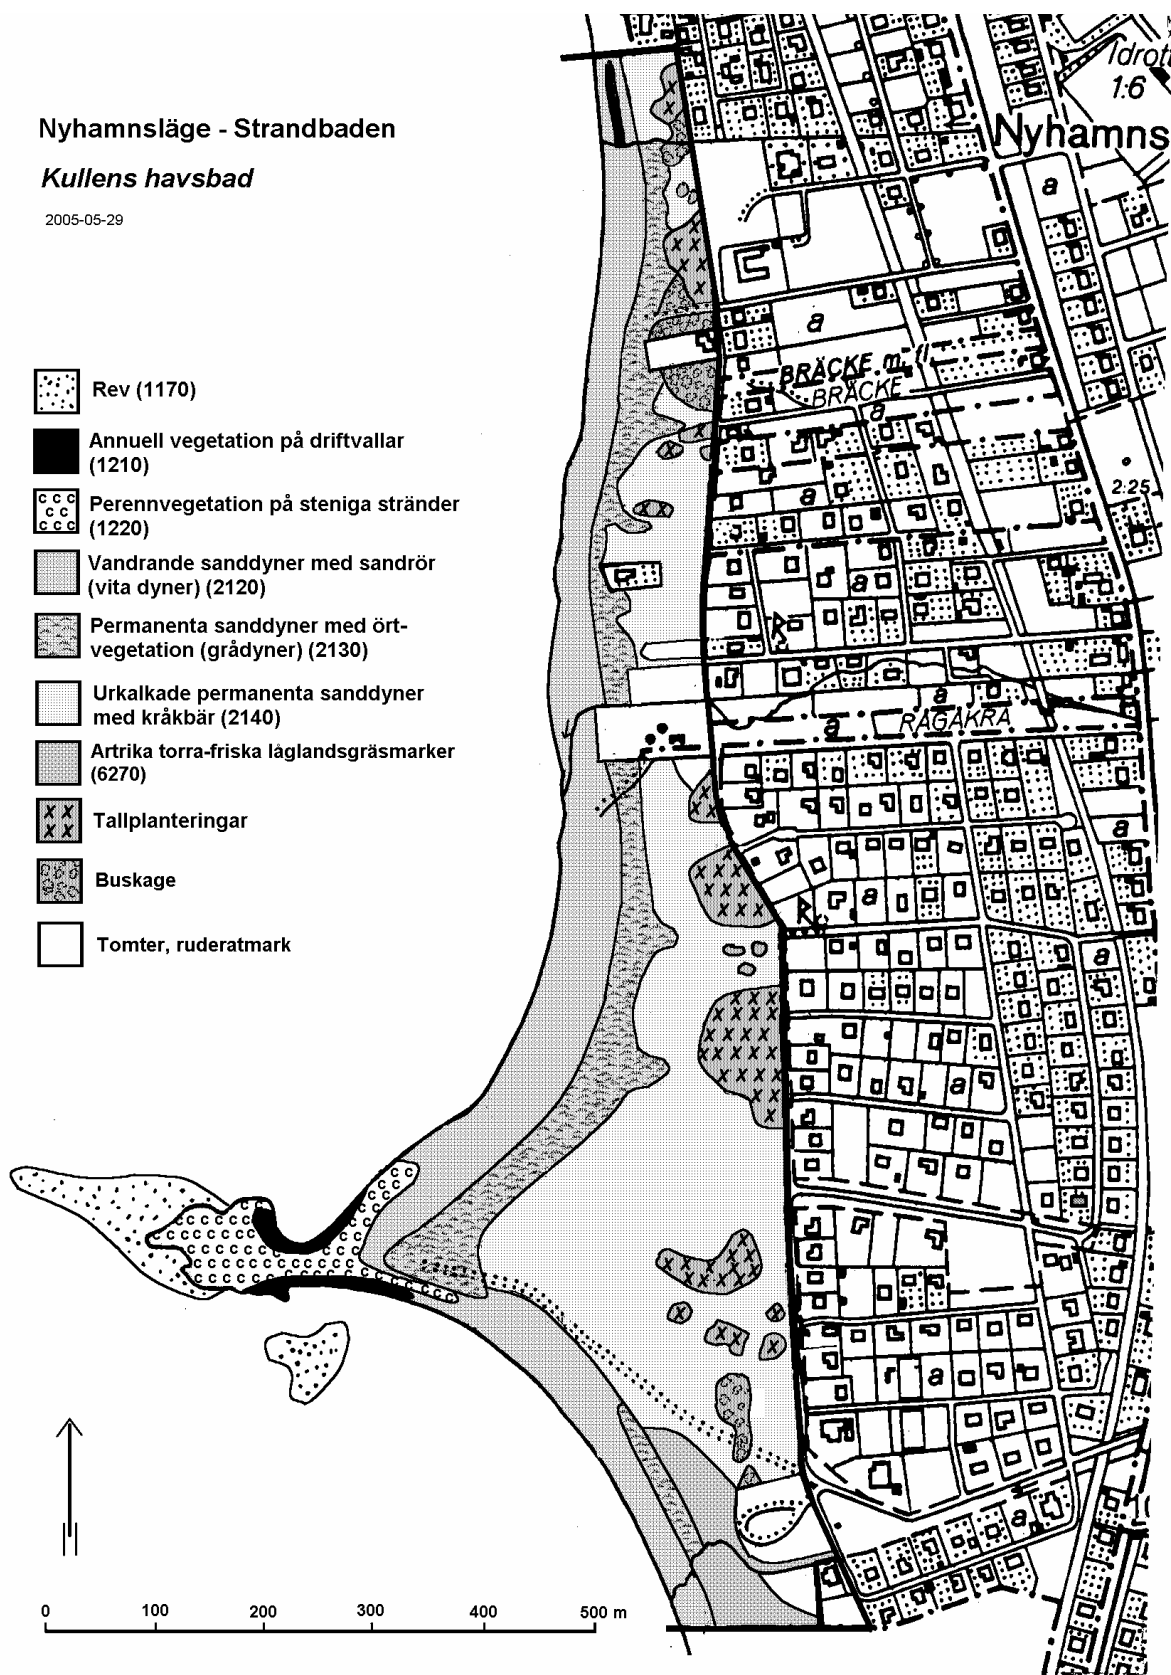 Nyhamnsläge - Strandbaden
Kullens havsbad
2005-05-29
Rev (1170)
Annuell vegetation på driftvallar
(1210)
Perennvegetation på steniga stränder
(1220)
Vandrande sanddyner med sandrör
(vita dyner) (2120)
Permanenta sanddyner med ört-
vegetation (grådyner) (2130)
Urkalkade permanenta sanddyner
med kråkbär (2140)
Artrika torra-friska låglandsgräsmarker
(6270)
Tallplanteringar
Buskage
Tomter, ruderatmark
Idrott
1:6
Nyhamns
a
a
BRÄCKE m. fl
BRÄCKE
a
a
2:25
a
R
a
a
RÅGÅKRA
a
a
R
a
a
a
a
0 100 200 300 400 500 m